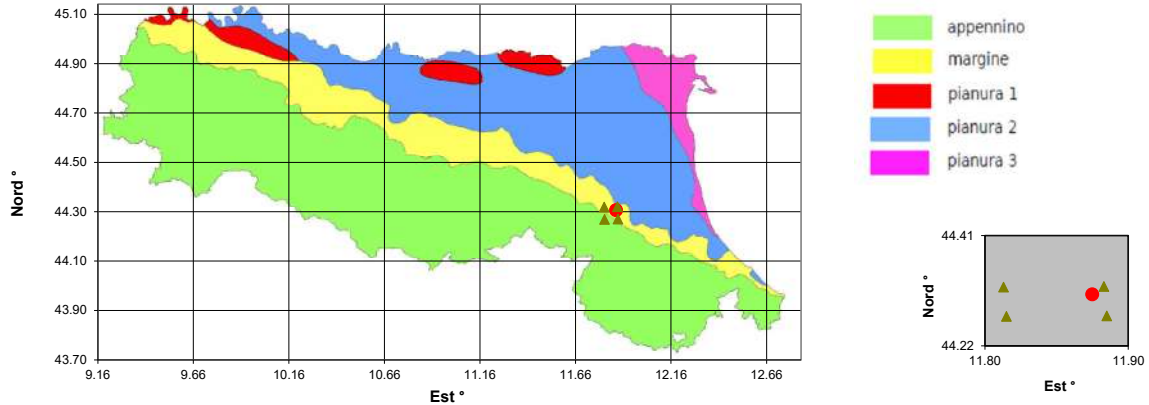 45.10
44.90
44.70
44.50
44.30
44.10
43.90
43.70
Nord °
9.16 9.66 10.16 10.66 11.16 11.66 12.16 12.66
Est °
appennino
margine
pianura 1
pianura 2
pianura 3
44.41
Nord °
44.22
11.80 11.90
Est °